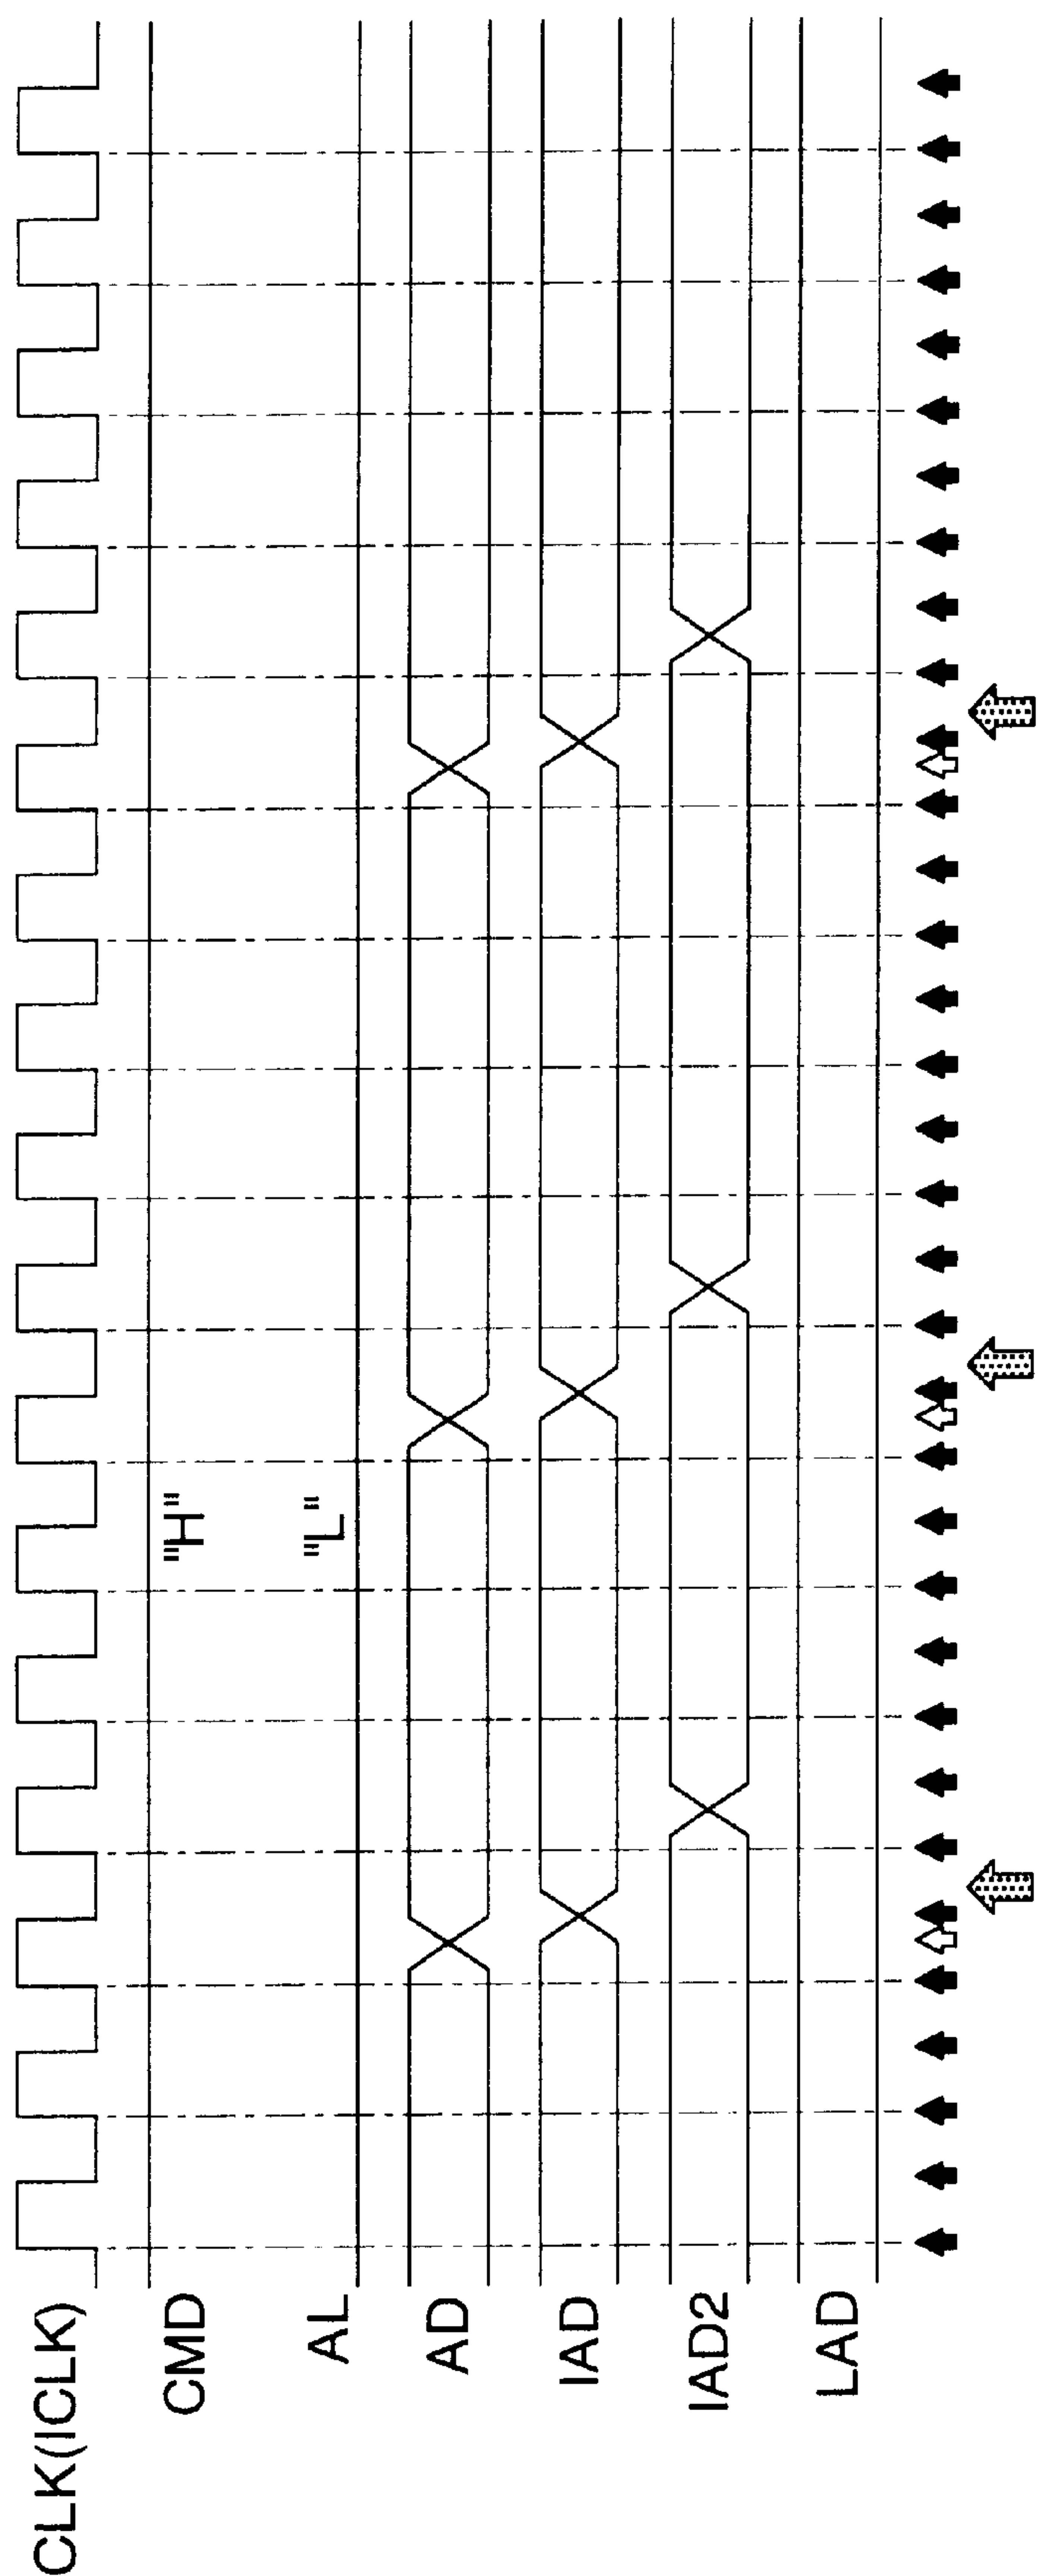 CLK(ICLK)
CMD
"H"
AL
"L"
AD
IAD
IAD2
LAD